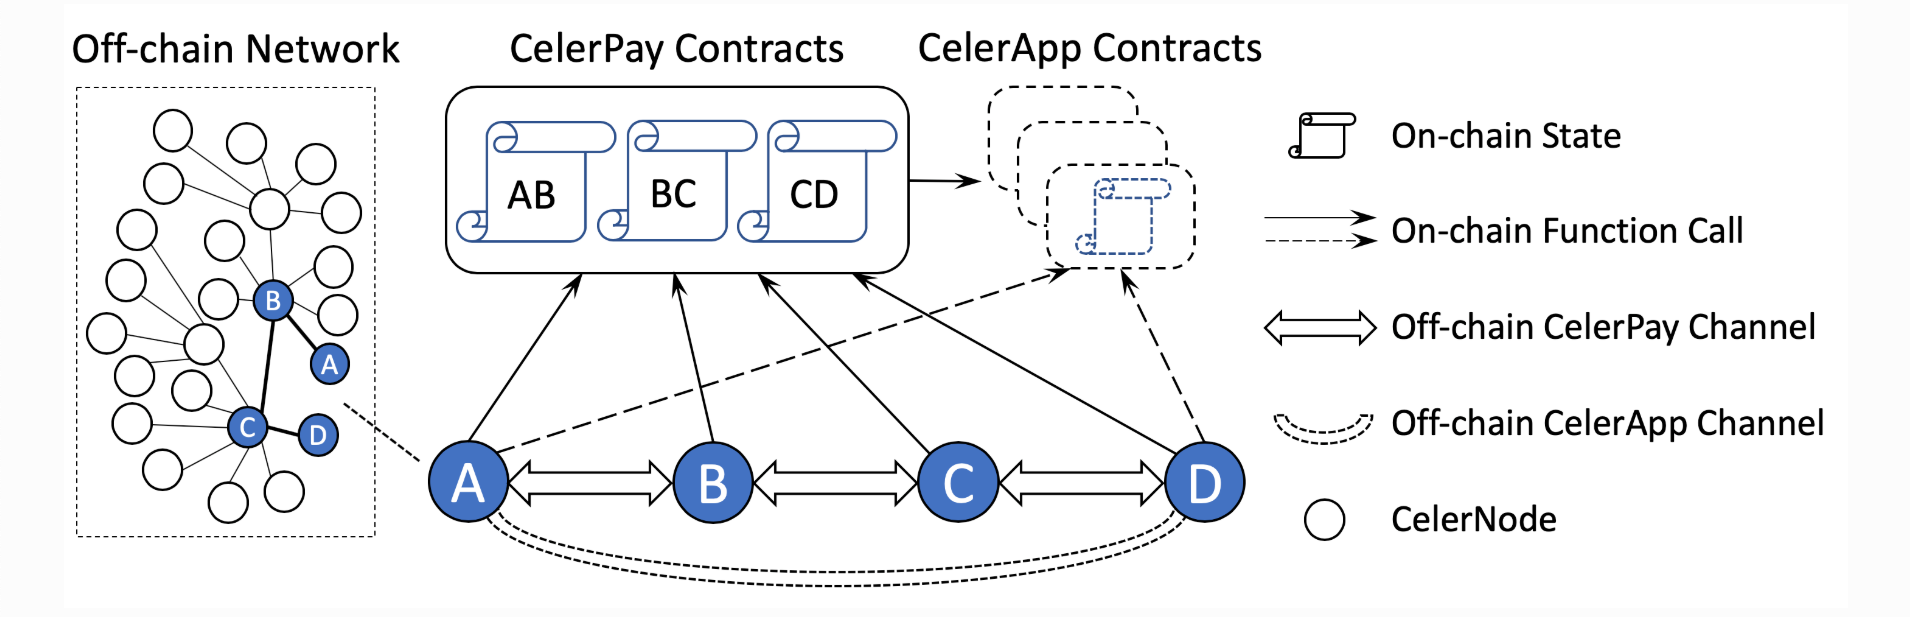 Off-chain Network
CelerPay Contracts
CelerApp Contracts
AB
BC
CD
On-chain State
On-chain Function Call
Off-chain CelerPay Channel
Off-chain CelerApp Channel
CelerNode
B
A
C
D
A
B
C
D